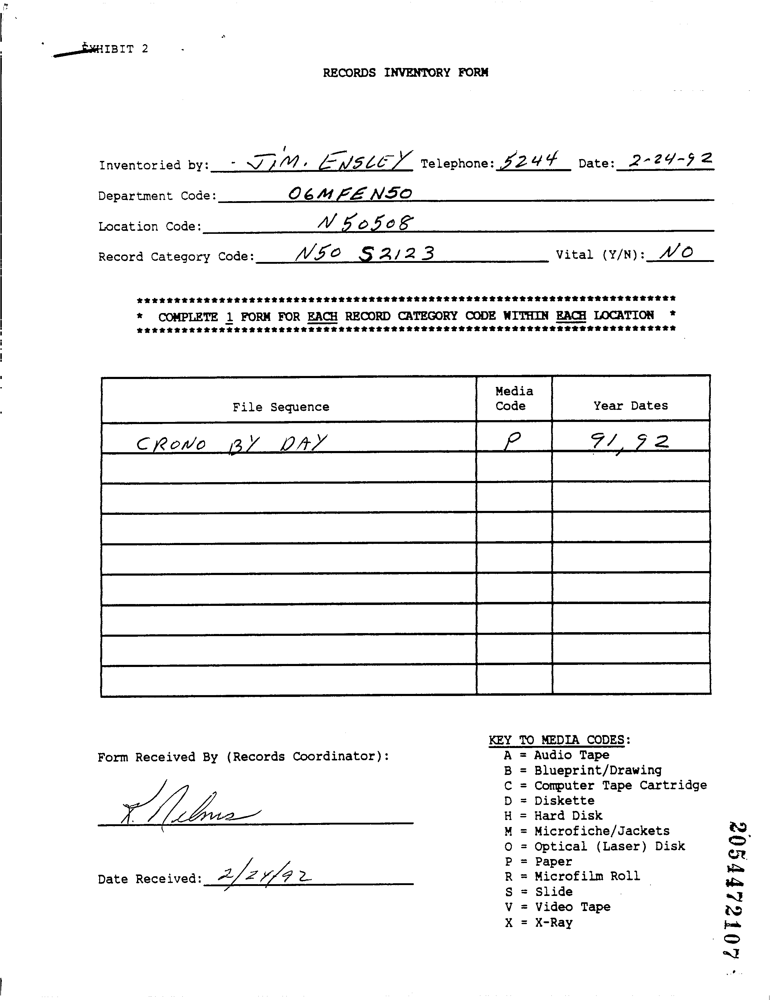 EXHIBIT 2
RECORDS INVENTORY FORM
Inventoried by: JIM. ENSLEY Telephone: 5244 Date: 2-24-92
Department Code: 06MFEN50
Location Code: N50508
Record Category Code: N50 S2123 Vital (Y/N): NO
************************************************************************
* COMPLETE 1 FORM FOR EACH RECORD CATEGORY CODE WITHIN EACH LOCATION *
************************************************************************
File Sequence Media Code Year Dates
CRONO BY DAY P 91, 92
Form Received By (Records Coordinator):
K. Nelms
Date Received: 2/24/92
KEY TO MEDIA CODES:
A = Audio Tape
B = Blueprint/Drawing
C = Computer Tape Cartridge
D = Diskette
H = Hard Disk
M = Microfiche/Jackets
O = Optical (Laser) Disk
P = Paper
R = Microfilm Roll
S = Slide
V = Video Tape
X = X-Ray
2054472107